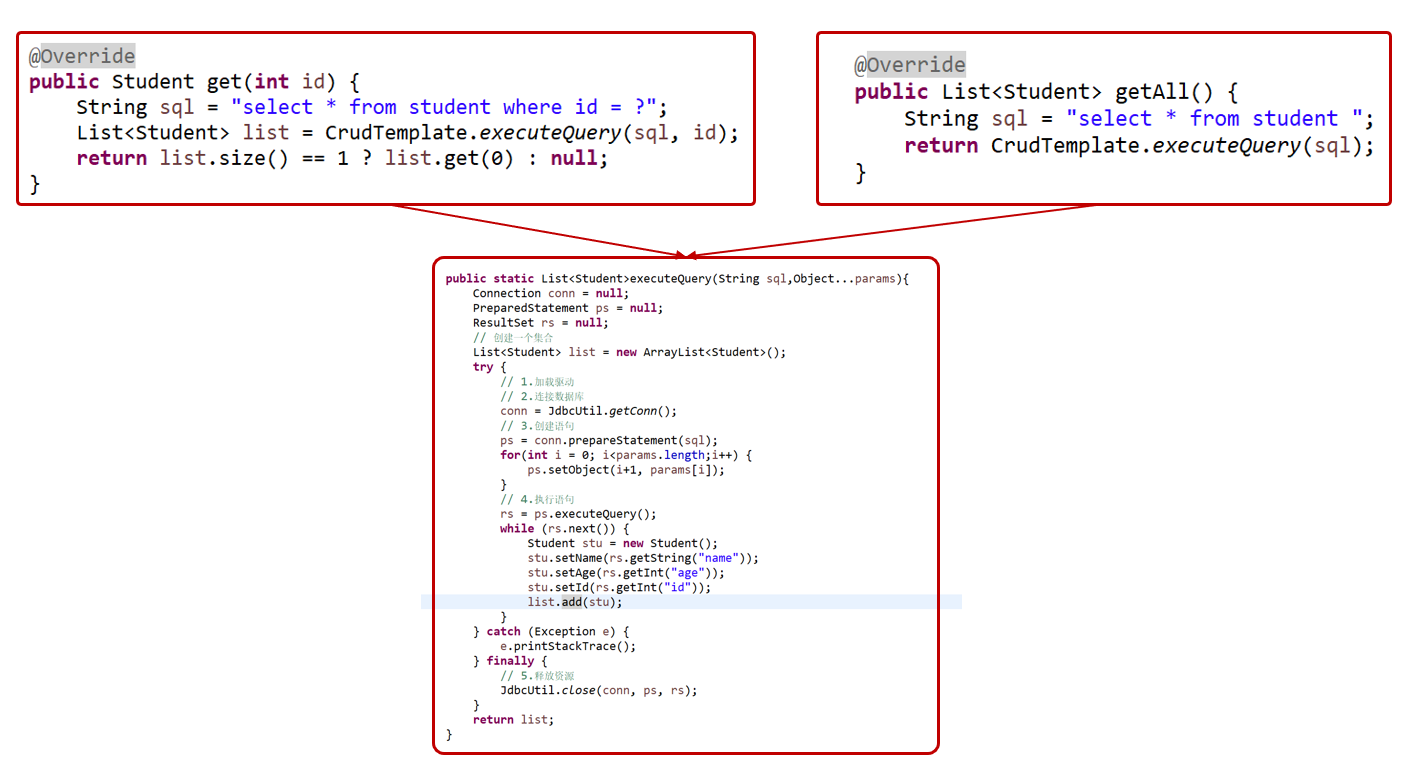 @Override
public Student get(int id) {
    String sql = "select * from student where id = ?";
    List<Student> list = CrudTemplate.executeQuery(sql, id);
    return list.size() == 1 ? list.get(0) : null;
}
@Override
public List<Student> getAll() {
    String sql = "select * from student ";
    return CrudTemplate.executeQuery(sql);
}
public static List<Student>executeQuery(String sql,Object...params){
    Connection conn = null;
    PreparedStatement ps = null;
    ResultSet rs = null;
    // 创建一个集合
    List<Student> list = new ArrayList<Student>();
    try {
        // 1.加载驱动
        // 2.连接数据库
        conn = JdbcUtil.getConn();
        // 3.创建语句
        ps = conn.prepareStatement(sql);
        for(int i = 0; i<params.length;i++) {
            ps.setObject(i+1, params[i]);
        }
        // 4.执行语句
        rs = ps.executeQuery();
        while (rs.next()) {
            Student stu = new Student();
            stu.setName(rs.getString("name"));
            stu.setAge(rs.getInt("age"));
            stu.setId(rs.getInt("id"));
            list.add(stu);
        }
    } catch (Exception e) {
        e.printStackTrace();
    } finally {
        // 5.释放资源
        JdbcUtil.close(conn, ps, rs);
    }
    return list;
}